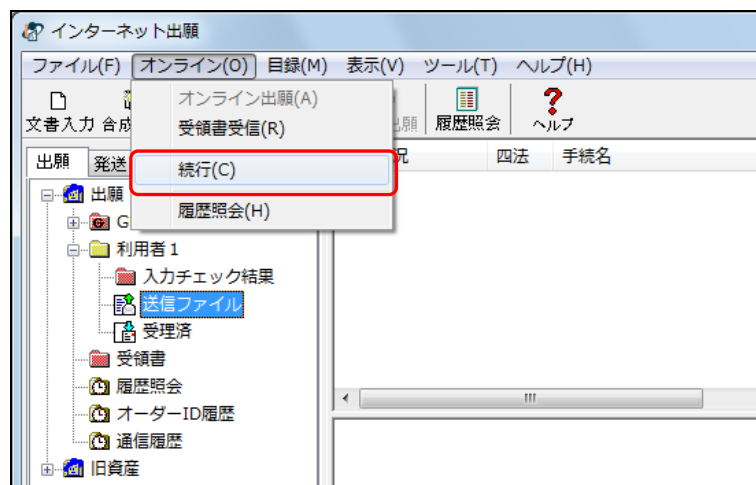 インターネット出願
ファイル(F) オンライン(O) 目録(M) 表示(V) ツール(T) ヘルプ(H)
文書入力 履歴照会 ヘルプ
オンライン出願(A)
受領書受信(R)
続行(C)
履歴照会(H)
出願 発送
四法 手続名
出願
G
利用者1
入力チェック結果
送信ファイル
受理済
受領書
履歴照会
オーダーID履歴
通信履歴
旧資産